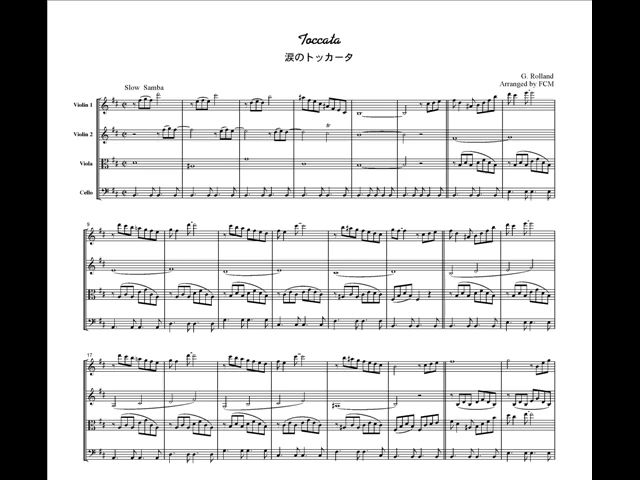 Toccata
涙のトッカータ
G. Rolland
Arranged by FCM
Slow Samba
Violin 1
Violin 2
Viola
Cello
9
17